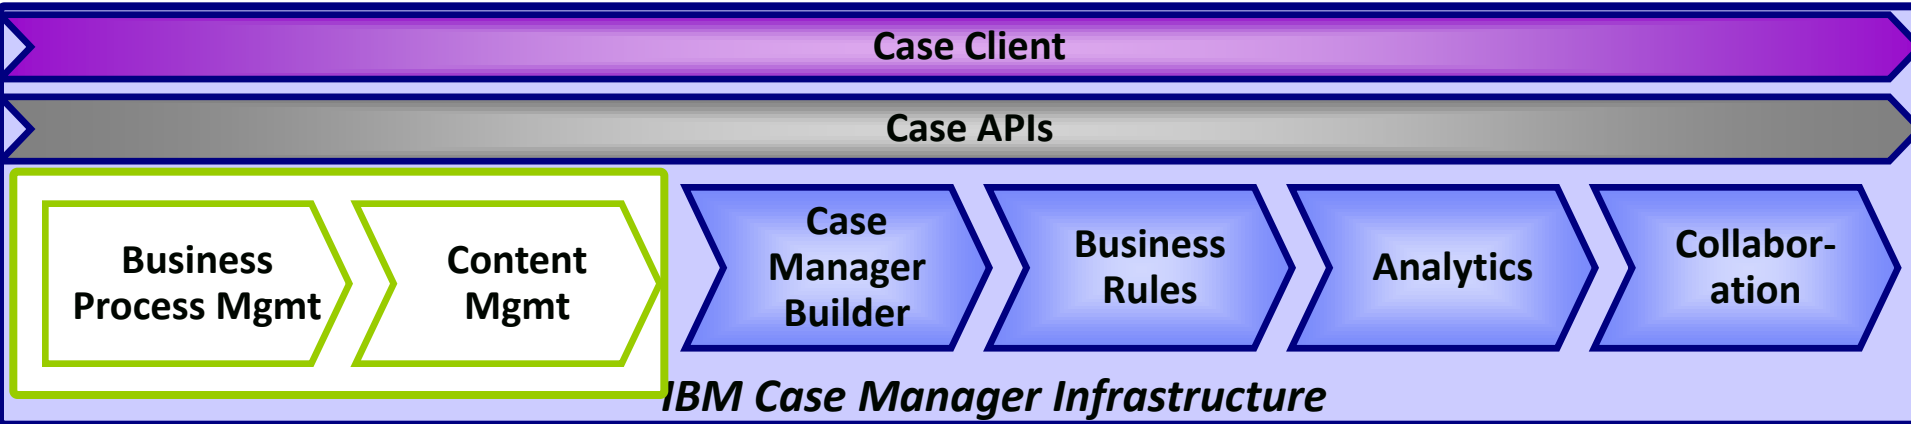 Case Client
Case APIs
Business
Process Mgmt
Content
Mgmt
Case
Manager
Builder
Business
Rules
Analytics
Collabor-
ation
IBM Case Manager Infrastructure